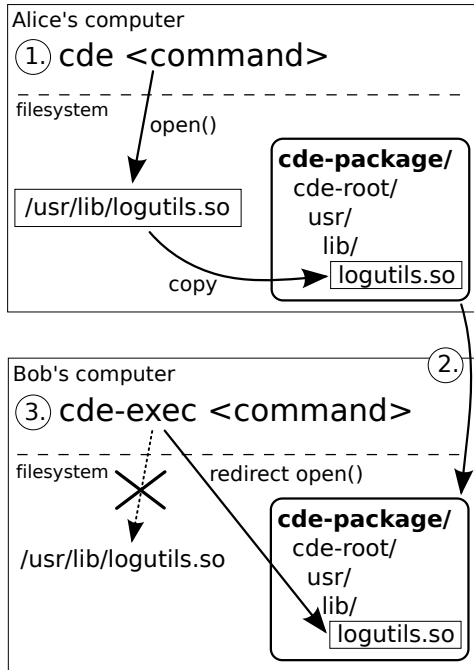 Alice's computer
1. cde <command>
filesystem
open()
/usr/lib/logutils.so
copy
cde-package/
cde-root/
usr/
lib/
logutils.so
2.
Bob's computer
3. cde-exec <command>
filesystem
redirect open()
/usr/lib/logutils.so
cde-package/
cde-root/
usr/
lib/
logutils.so